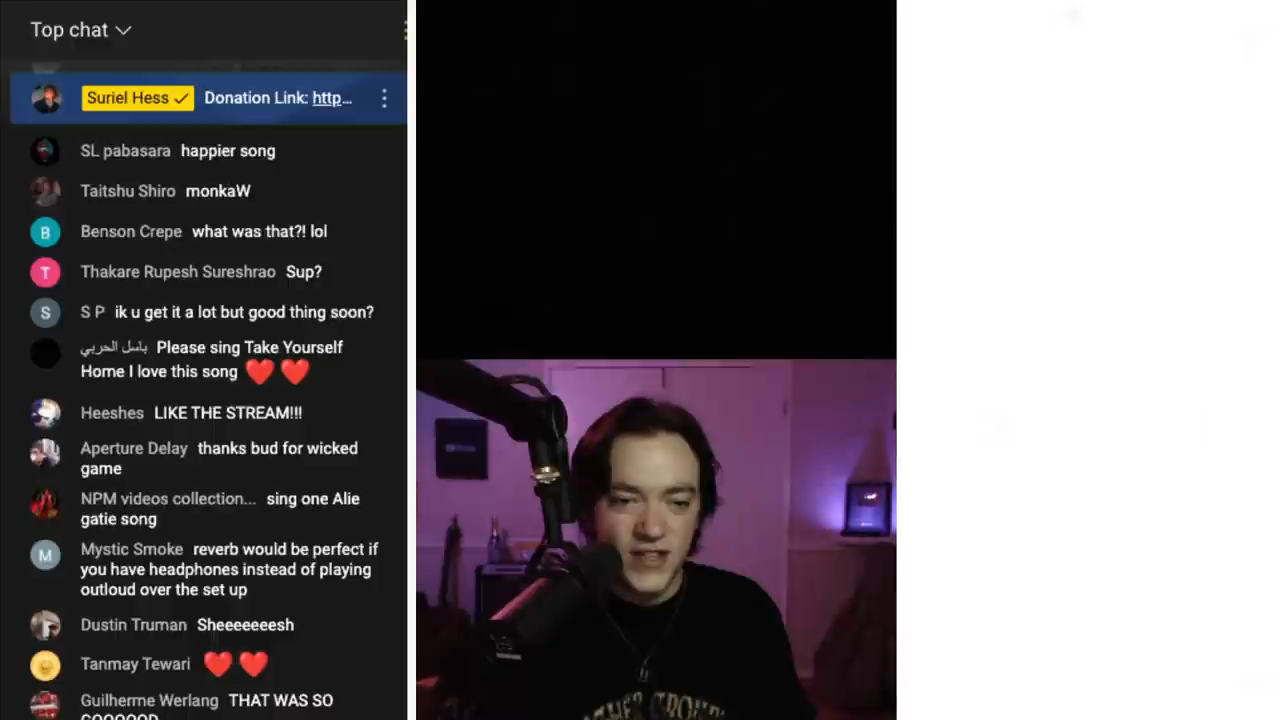 Top chat
Suriel Hess Donation Link: http...
SL pabasara happier song
Taitshu Shiro monkaW
Benson Crepe what was that?! lol
Thakare Rupesh Sureshrao Sup?
S P ik u get it a lot but good thing soon?
باسل الحربي Please sing Take Yourself
Home I love this song
Heeshes LIKE THE STREAM!!!
Aperture Delay thanks bud for wicked
game
NPM videos collection... sing one Alie
gatie song
Mystic Smoke reverb would be perfect if
you have headphones instead of playing
outloud over the set up
Dustin Truman Sheeeeeeesh
Tanmay Tewari
Guilherme Werlang THAT WAS SO
GOOOOOD